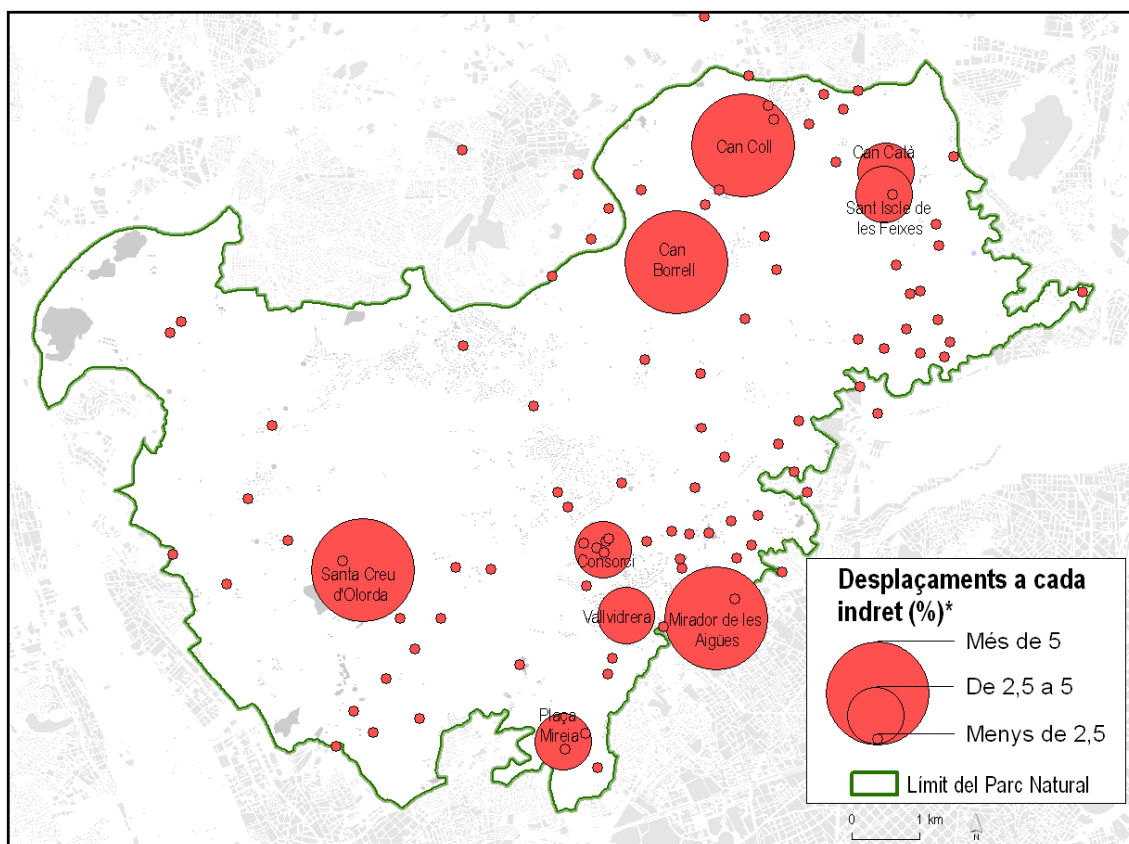 Can Coll
Can Catà
Sant Iscle de
les Feixes
Can
Borrell
Consorci
Santa Creu
d'Olorda
Vallvidrera
Mirador de les
Aigües
Plaça
Mireia
Desplaçaments a cada
indret (%)*
Més de 5
De 2,5 a 5
Menys de 2,5
Límit del Parc Natural
0 1 km
N